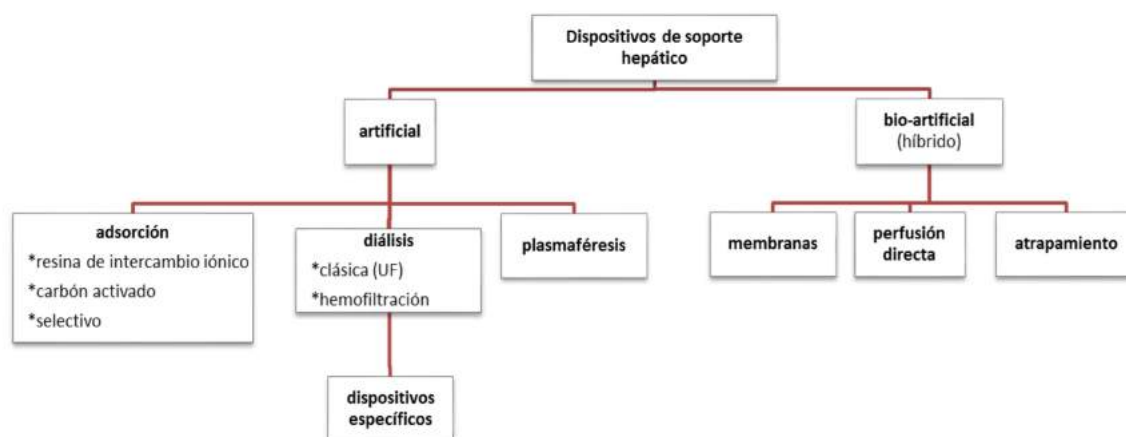 Dispositivos de soporte
hepático
artificial
bio-artificial
(híbrido)
adsorción
*resina de intercambio iónico
*carbón activado
*selectivo
diálisis
*clásica (UF)
*hemofiltración
plasmaféresis
membranas
perfusión
directa
atrapamiento
dispositivos
específicos